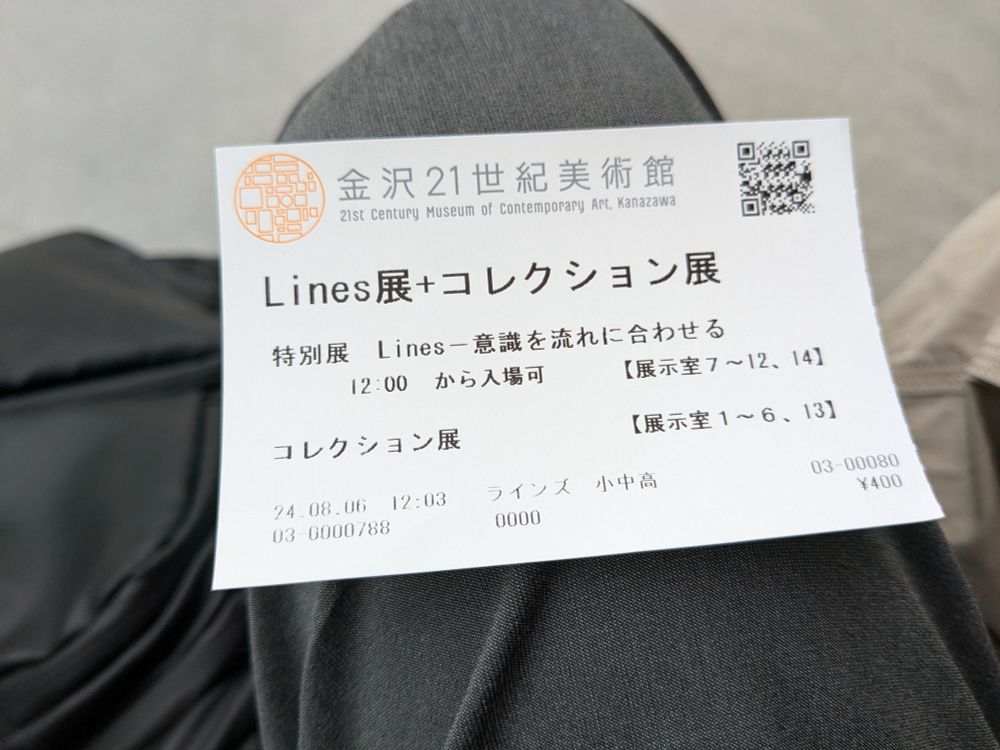 金沢21世紀美術館
21st Century Museum of Contemporary Art, Kanazawa
Lines展+コレクション展
特別展 Lines－意識を流れに合わせる
12:00 から入場可 【展示室7～12、14】
コレクション展 【展示室1～6、13】
24.08.06 12:03 ラインズ 小中高 03-00080
03-0000788 0000 ¥400